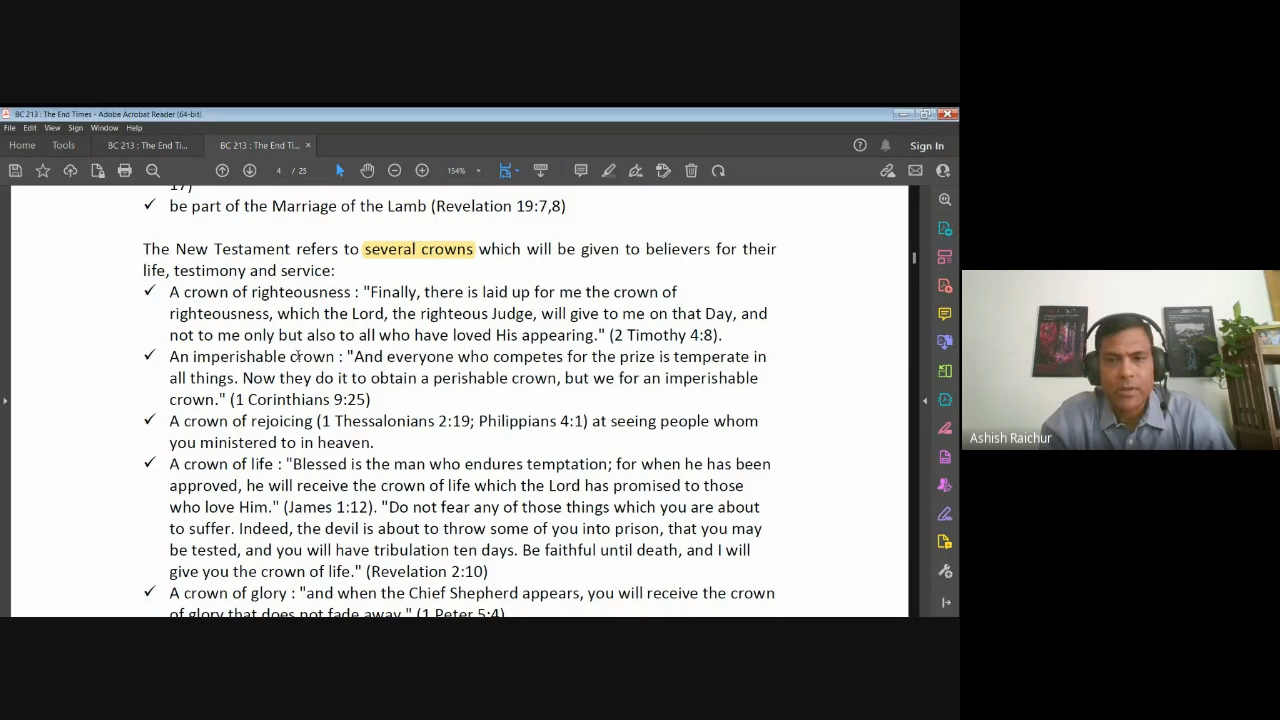 BC 213 : The End Times - Adobe Acrobat Reader (64-bit)
File Edit View Sign Window Help
Home Tools BC 213 : The End Ti... BC 213 : The End Ti... × Sign In
4 / 25 154%
17)
✓ be part of the Marriage of the Lamb (Revelation 19:7,8)
The New Testament refers to several crowns which will be given to believers for their
life, testimony and service:
✓ A crown of righteousness : "Finally, there is laid up for me the crown of
righteousness, which the Lord, the righteous Judge, will give to me on that Day, and
not to me only but also to all who have loved His appearing." (2 Timothy 4:8).
✓ An imperishable crown : "And everyone who competes for the prize is temperate in
all things. Now they do it to obtain a perishable crown, but we for an imperishable
crown." (1 Corinthians 9:25)
✓ A crown of rejoicing (1 Thessalonians 2:19; Philippians 4:1) at seeing people whom
you ministered to in heaven.
✓ A crown of life : "Blessed is the man who endures temptation; for when he has been
approved, he will receive the crown of life which the Lord has promised to those
who love Him." (James 1:12). "Do not fear any of those things which you are about
to suffer. Indeed, the devil is about to throw some of you into prison, that you may
be tested, and you will have tribulation ten days. Be faithful until death, and I will
give you the crown of life." (Revelation 2:10)
✓ A crown of glory : "and when the Chief Shepherd appears, you will receive the crown
of glory that does not fade away." (1 Peter 5:4)
Ashish Raichur